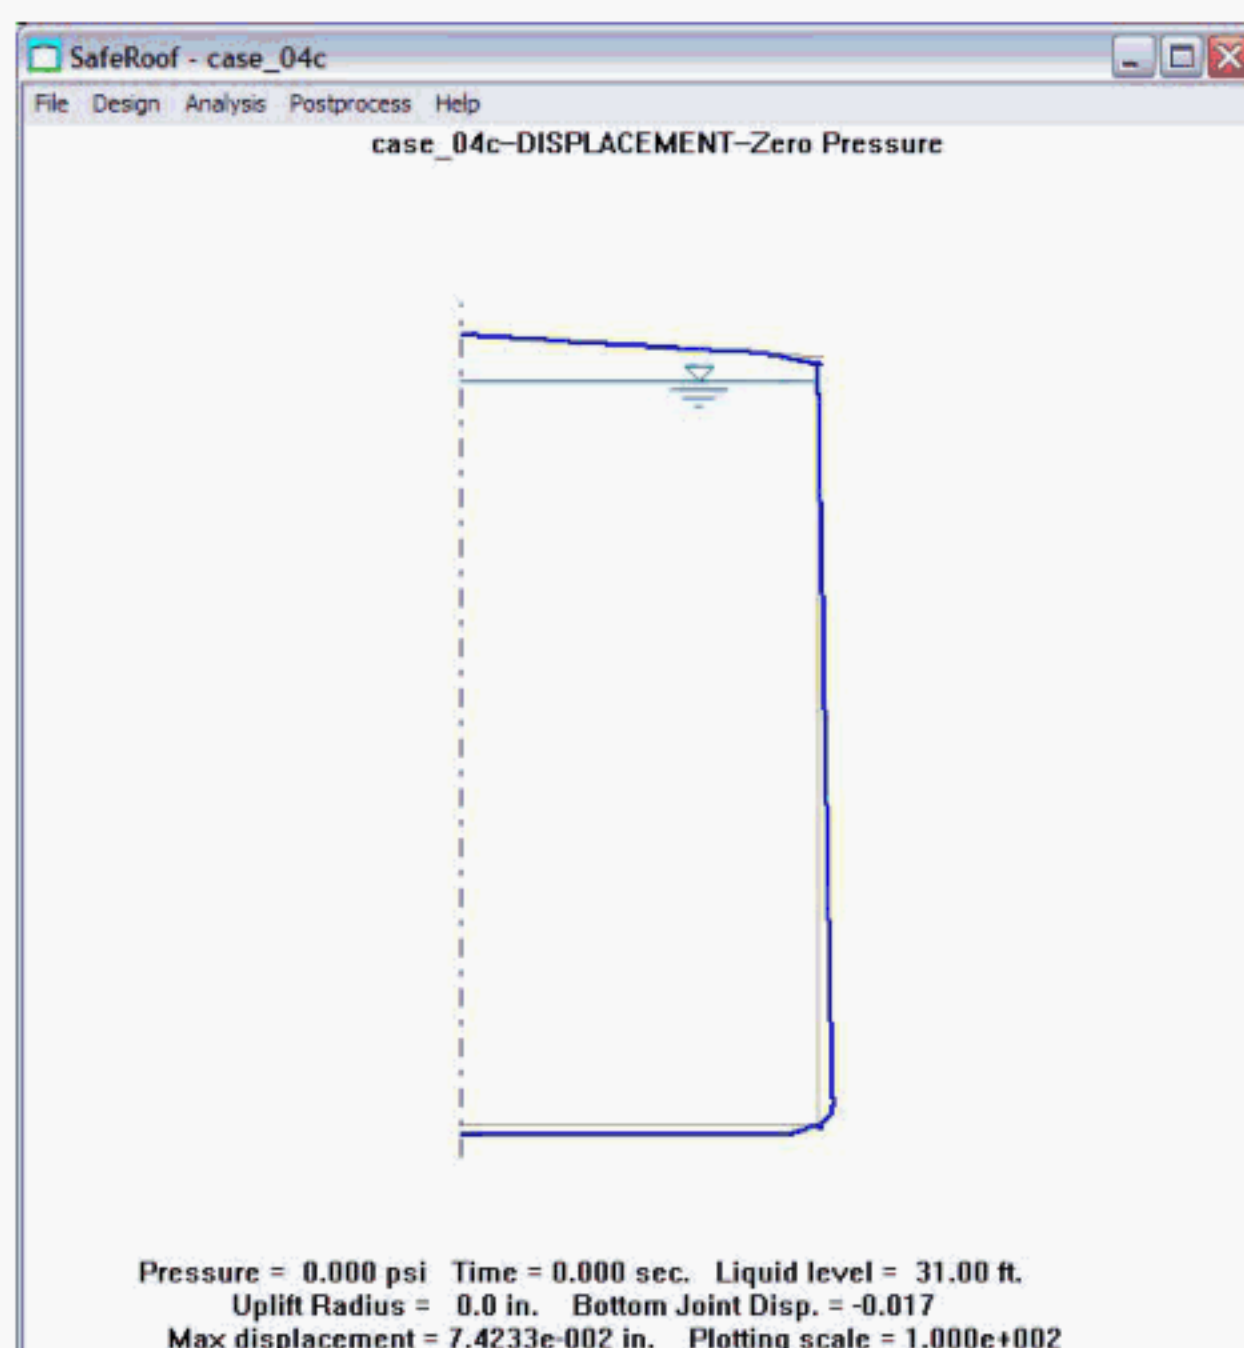 SafeRoof - case_04c
File Design Analysis Postprocess Help
case_04c-DISPLACEMENT-Zero Pressure
Pressure = 0.000 psi Time = 0.000 sec. Liquid level = 31.00 ft.
Uplift Radius = 0.0 in. Bottom Joint Disp. = -0.017
Max displacement = 7.4233e-002 in. Plotting scale = 1.000e+002